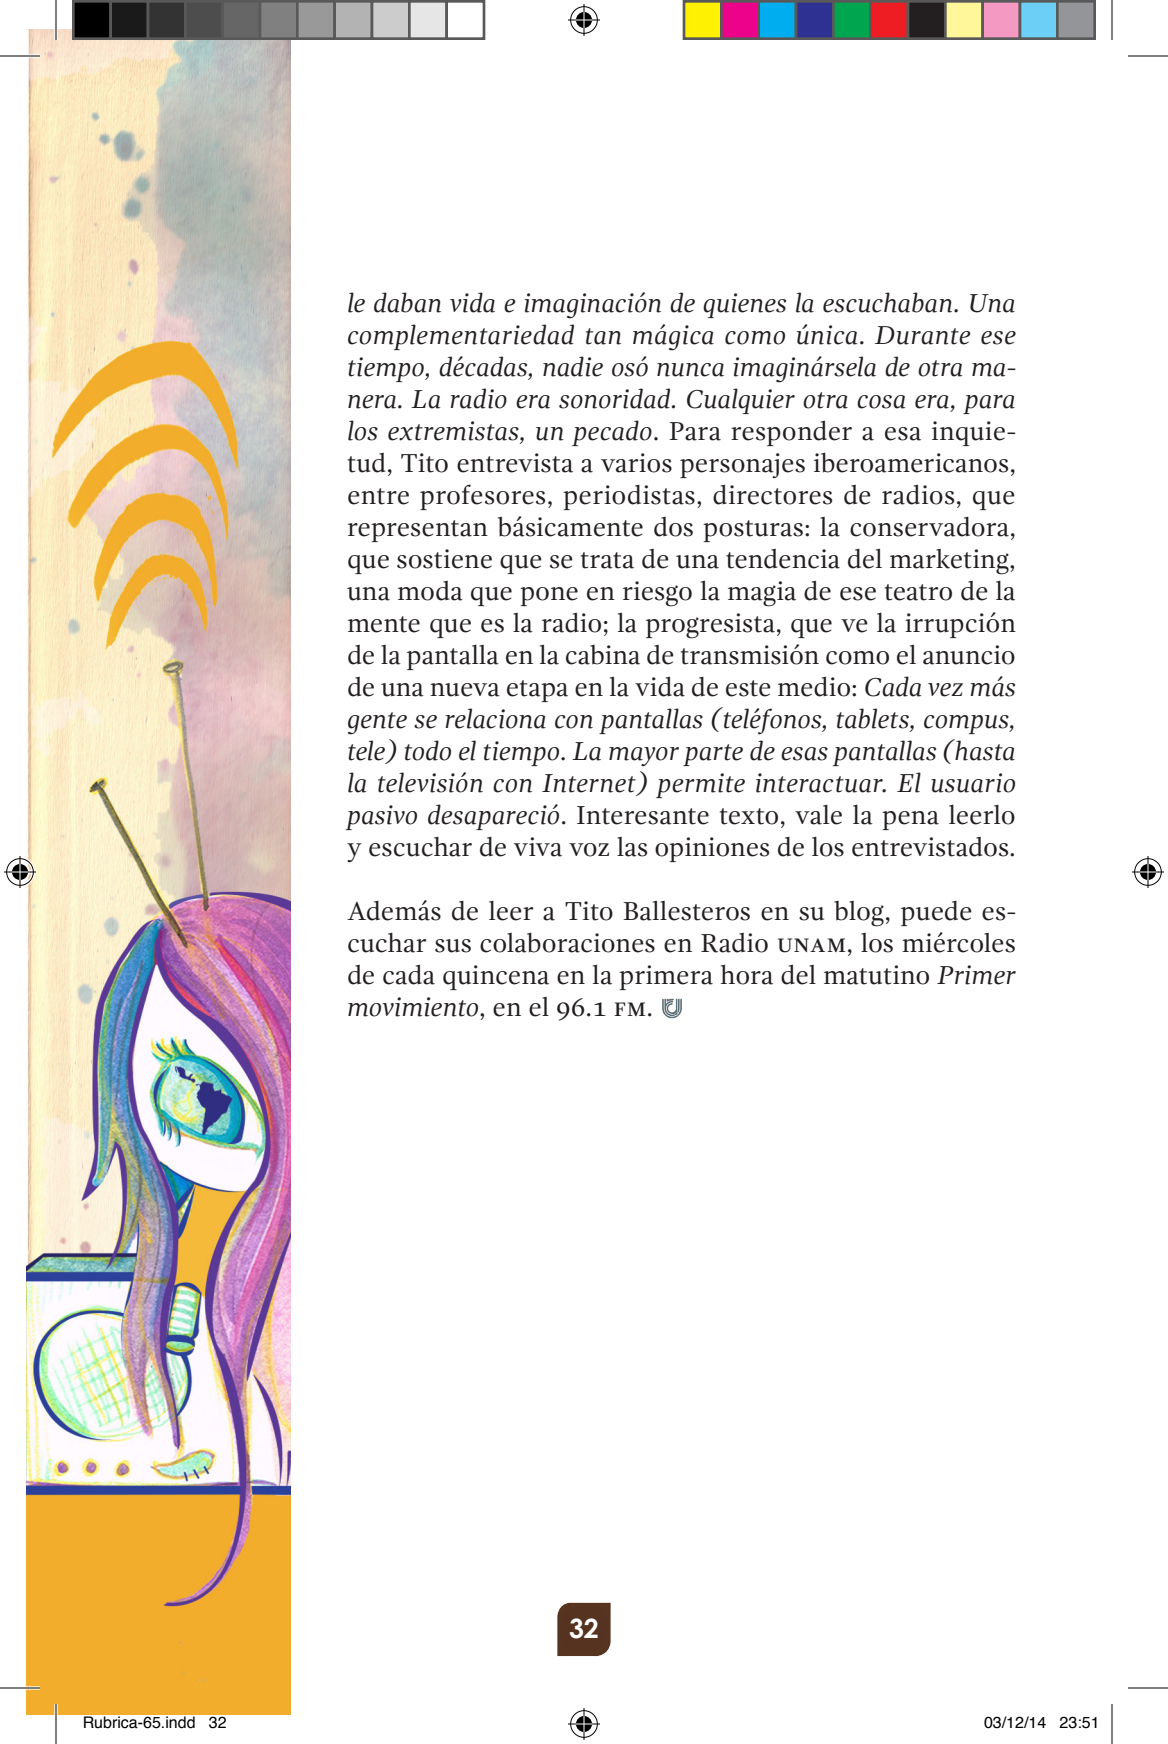 le daban vida e imaginación de quienes la escuchaban. Una
complementariedad tan mágica como única. Durante ese
tiempo, décadas, nadie osó nunca imaginársela de otra ma-
nera. La radio era sonoridad. Cualquier otra cosa era, para
los extremistas, un pecado. Para responder a esa inquie-
tud, Tito entrevista a varios personajes iberoamericanos,
entre profesores, periodistas, directores de radios, que
representan básicamente dos posturas: la conservadora,
que sostiene que se trata de una tendencia del marketing,
una moda que pone en riesgo la magia de ese teatro de la
mente que es la radio; la progresista, que ve la irrupción
de la pantalla en la cabina de transmisión como el anuncio
de una nueva etapa en la vida de este medio: Cada vez más
gente se relaciona con pantallas (teléfonos, tablets, compus,
tele) todo el tiempo. La mayor parte de esas pantallas (hasta
la televisión con Internet) permite interactuar. El usuario
pasivo desapareció. Interesante texto, vale la pena leerlo
y escuchar de viva voz las opiniones de los entrevistados.
Además de leer a Tito Ballesteros en su blog, puede es-
cuchar sus colaboraciones en Radio UNAM, los miércoles
de cada quincena en la primera hora del matutino Primer
movimiento, en el 96.1 FM.
32
Rubrica-65.indd 32
03/12/14 23:51